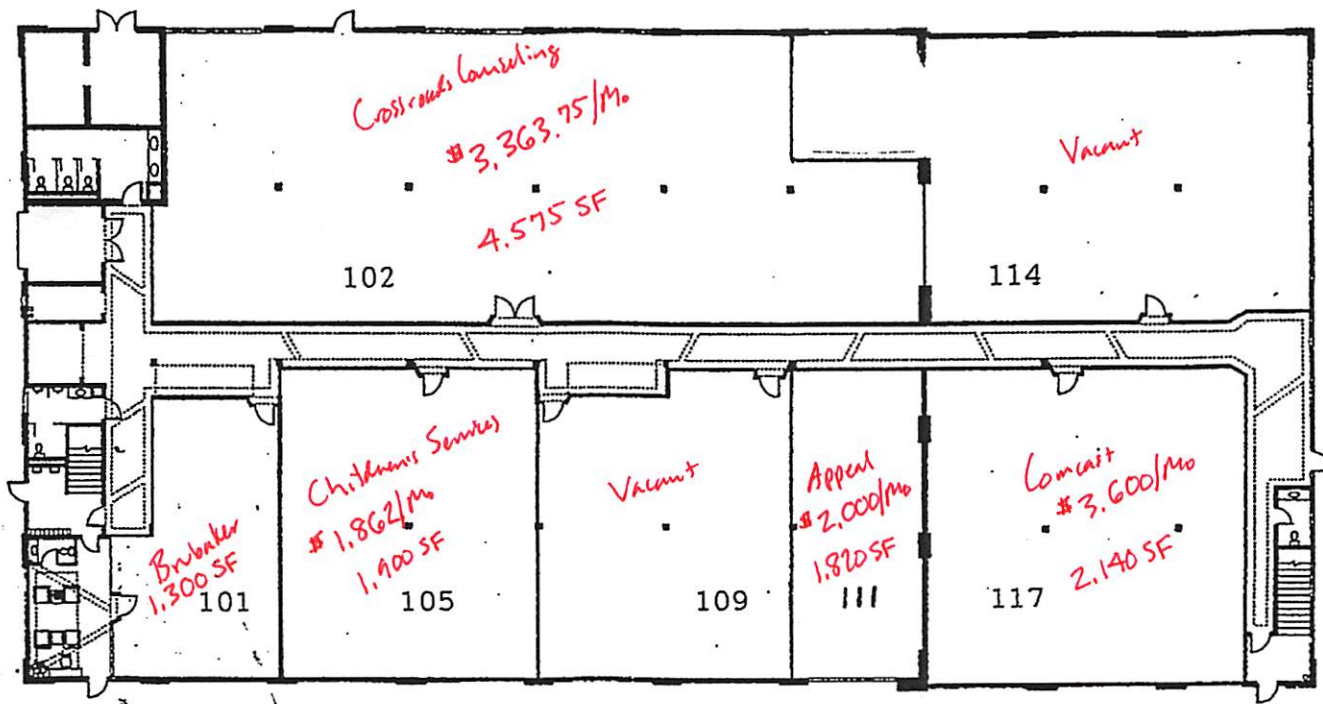 Crossroads Counseling
$3,363.75/Mo
4,575 SF
102
Vacant
114
Brubaker
1,300 SF
101
Children's Services
$1,862/Mo
1,900 SF
105
Vacant
109
Appeal
$2,000/Mo
1,820 SF
111
Comcast
$3,600/Mo
2,140 SF
117